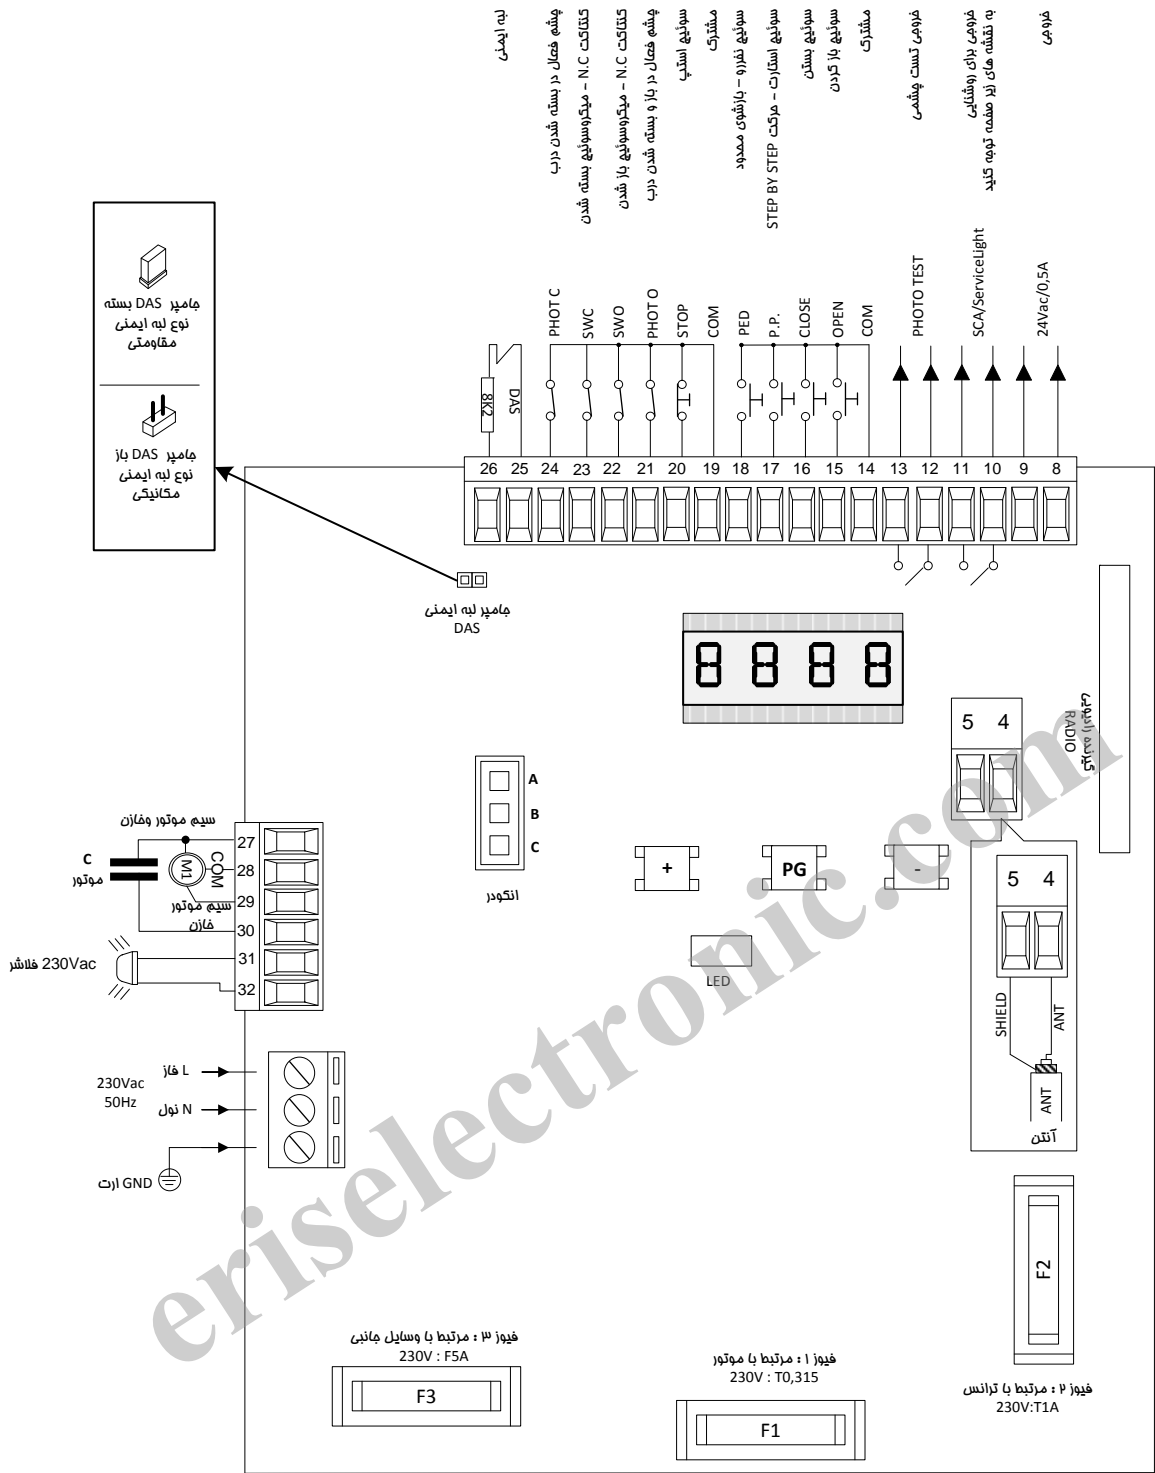 لبه ایمنی
چشم فعال در بسته شدن درب
کنتاکت N.C - میکروسوئیچ بسته شدن
کنتاکت N.C - میکروسوئیچ باز شدن
چشم فعال در باز و بسته شدن درب
سوئیچ استپ
مشترک
سوئیچ نفررو - بازشوی محدود
سوئیچ استارت - حرکت STEP BY STEP
سوئیچ بستن
سوئیچ باز کردن
مشترک
خروجی تست چشمی
خروجی برای روشنایی
به نقشه های زیر صفحه توجه کنید
خروجی
جامپر DAS بسته
نوع لبه ایمنی
مقاومتی
جامپر DAS باز
نوع لبه ایمنی
مکانیکی
8K2
DAS
PHOT C
SWC
SWO
PHOT O
STOP
COM
PED
P.P.
CLOSE
OPEN
COM
PHOTO TEST
SCA/ServiceLight
24Vac/0,5A
26 25 24 23 22 21 20 19 18 17 16 15 14 13 12 11 10 9 8
جامپر لبه ایمنی
DAS
8 8 8 8
گیرنده رادیویی
RADIO
5 4
A
B
C
انکودر
+
PG
-
LED
5 4
SHIELD
ANT
ANT
آنتن
سیم موتور وخازن
C
موتور
M1
COM
سیم موتور
خازن
27
28
29
30
31
32
230Vac فلاشر
230Vac
50Hz
L فاز
N نول
GND ارت
F2
فیوز ۲ : مرتبط با ترانس
230V:T1A
فیوز ۳ : مرتبط با وسایل جانبی
230V : F5A
F3
فیوز ۱ : مرتبط با موتور
230V : T0,315
F1
eriselectronic.com